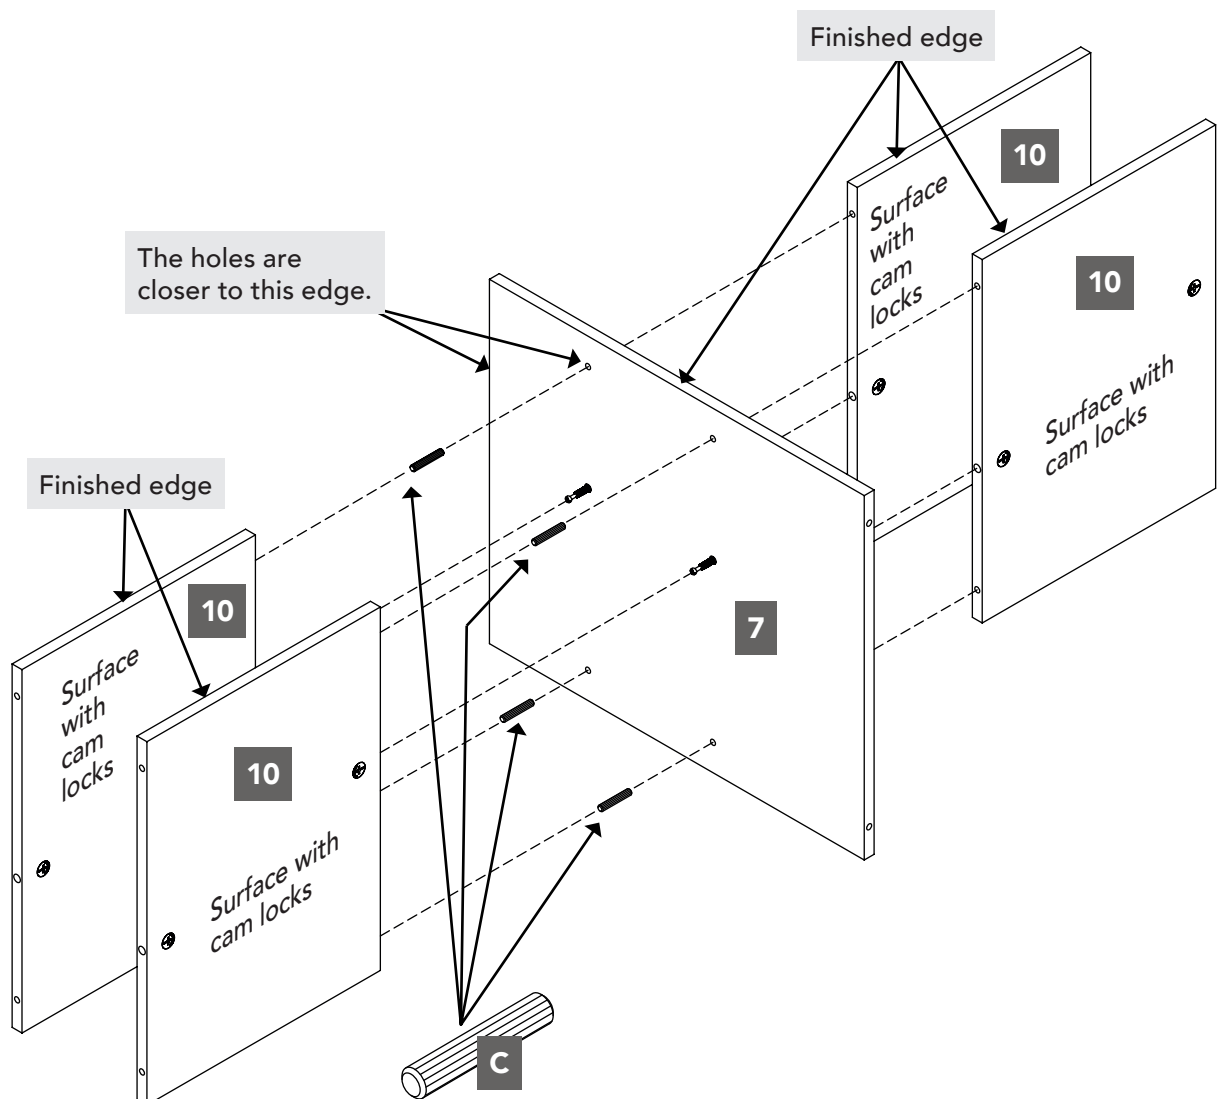 Finished edge
10
Surface
with
cam
locks
10
Surface with
cam locks
The holes are
closer to this edge.
Finished edge
10
Surface
with
cam
locks
10
Surface with
cam locks
7
C